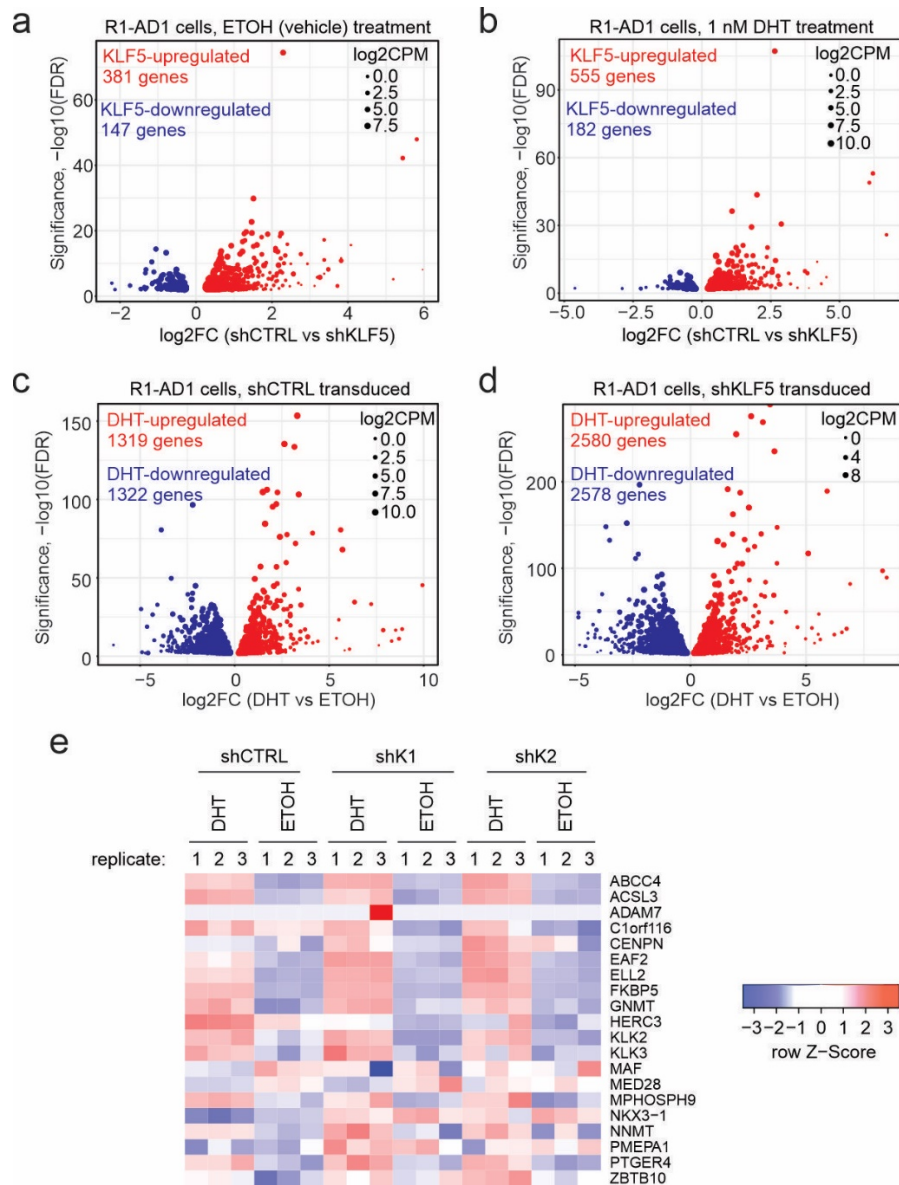 a
R1-AD1 cells, ETOH (vehicle) treatment
KLF5-upregulated
381 genes
KLF5-downregulated
147 genes
log2CPM
0.0
2.5
5.0
7.5
Significance, −log10(FDR)
60
40
20
0
−2
0
2
4
6
log2FC (shCTRL vs shKLF5)
b
R1-AD1 cells, 1 nM DHT treatment
KLF5-upregulated
555 genes
KLF5-downregulated
182 genes
log2CPM
0.0
2.5
5.0
7.5
10.0
Significance, −log10(FDR)
90
60
30
0
−5.0
−2.5
0.0
2.5
5.0
log2FC (shCTRL vs shKLF5)
c
R1-AD1 cells, shCTRL transduced
DHT-upregulated
1319 genes
DHT-downregulated
1322 genes
log2CPM
0.0
2.5
5.0
7.5
10.0
Significance, −log10(FDR)
150
100
50
0
−5
0
5
10
log2FC (DHT vs ETOH)
d
R1-AD1 cells, shKLF5 transduced
DHT-upregulated
2580 genes
DHT-downregulated
2578 genes
log2CPM
0
4
8
Significance, −log10(FDR)
200
100
0
−5
0
5
log2FC (DHT vs ETOH)
e
shCTRL shK1 shK2
DHT ETOH DHT ETOH DHT ETOH
replicate: 1 2 3 1 2 3 1 2 3 1 2 3 1 2 3 1 2 3
ABCC4
ACSL3
ADAM7
C1orf116
CENPN
EAF2
ELL2
FKBP5
GNMT
HERC3
KLK2
KLK3
MAF
MED28
MPHOSPH9
NKX3-1
NNMT
PMEPA1
PTGER4
ZBTB10
−3 −2 −1 0 1 2 3
row Z-Score